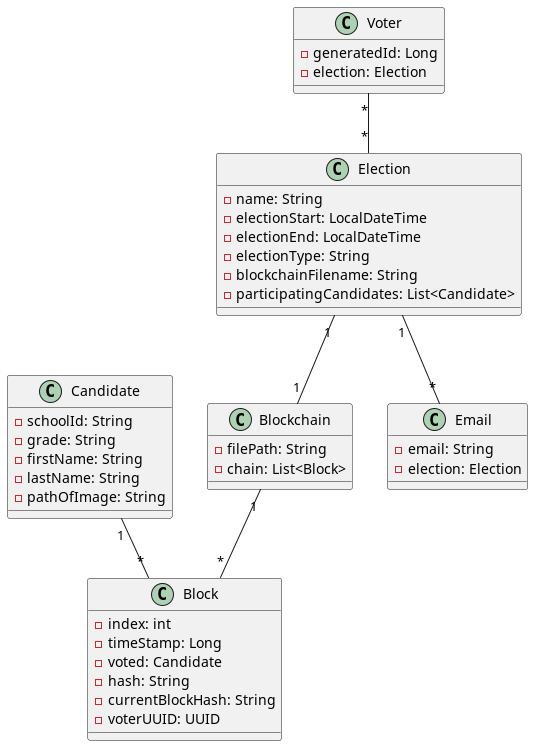 C Voter
generatedId: Long
election: Election
*
*
C Election
name: String
electionStart: LocalDateTime
electionEnd: LocalDateTime
electionType: String
blockchainFilename: String
participatingCandidates: List<Candidate>
1
1
1
*
C Candidate
schoolId: String
grade: String
firstName: String
lastName: String
pathOfImage: String
C Blockchain
filePath: String
chain: List<Block>
C Email
email: String
election: Election
1
*
1
*
C Block
index: int
timeStamp: Long
voted: Candidate
hash: String
currentBlockHash: String
voterUUID: UUID